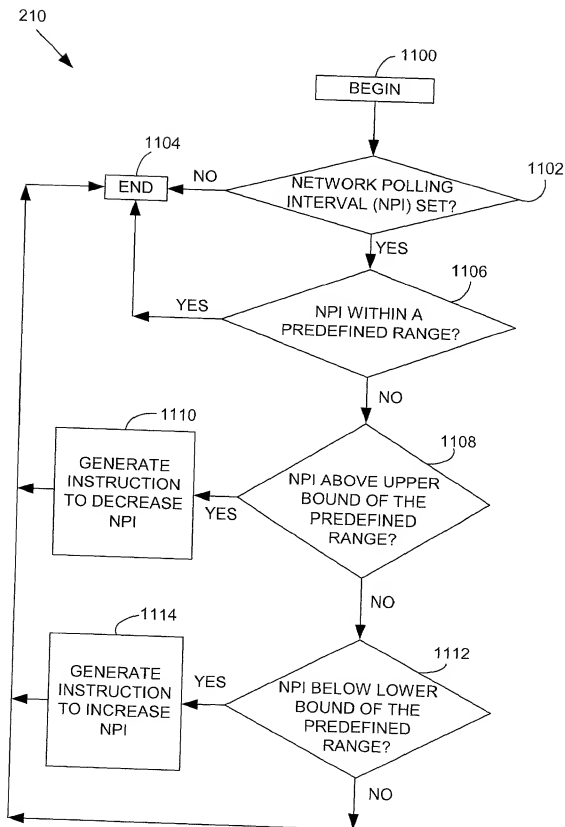 210
1100
BEGIN
1104
END
NO
NETWORK POLLING
INTERVAL (NPI) SET?
1102
YES
1106
YES
NPI WITHIN A
PREDEFINED RANGE?
NO
1110
GENERATE
INSTRUCTION
TO DECREASE
NPI
YES
1108
NPI ABOVE UPPER
BOUND OF THE
PREDEFINED
RANGE?
NO
1114
GENERATE
INSTRUCTION
TO INCREASE
NPI
YES
1112
NPI BELOW LOWER
BOUND OF THE
PREDEFINED
RANGE?
NO